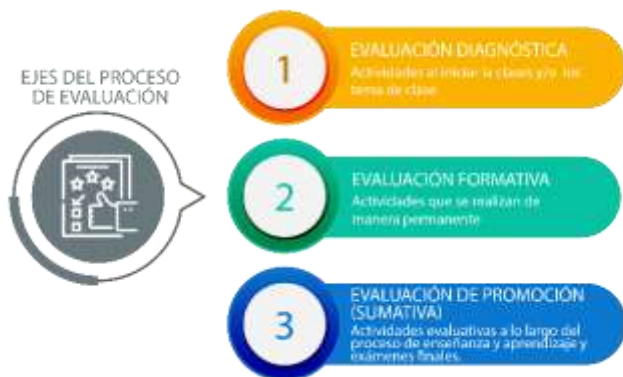 EJES DEL PROCESO
DE EVALUACIÓN
1
EVALUACIÓN DIAGNÓSTICA
Actividades al iniciar la clases y/o los
tema de clase
2
EVALUACIÓN FORMATIVA
Actividades que se realizan de
manera permanente
3
EVALUACIÓN DE PROMOCIÓN
(SUMATIVA)
Actividades evaluativas a lo largo del
proceso de enseñanza y aprendizaje y
exámenes finales.